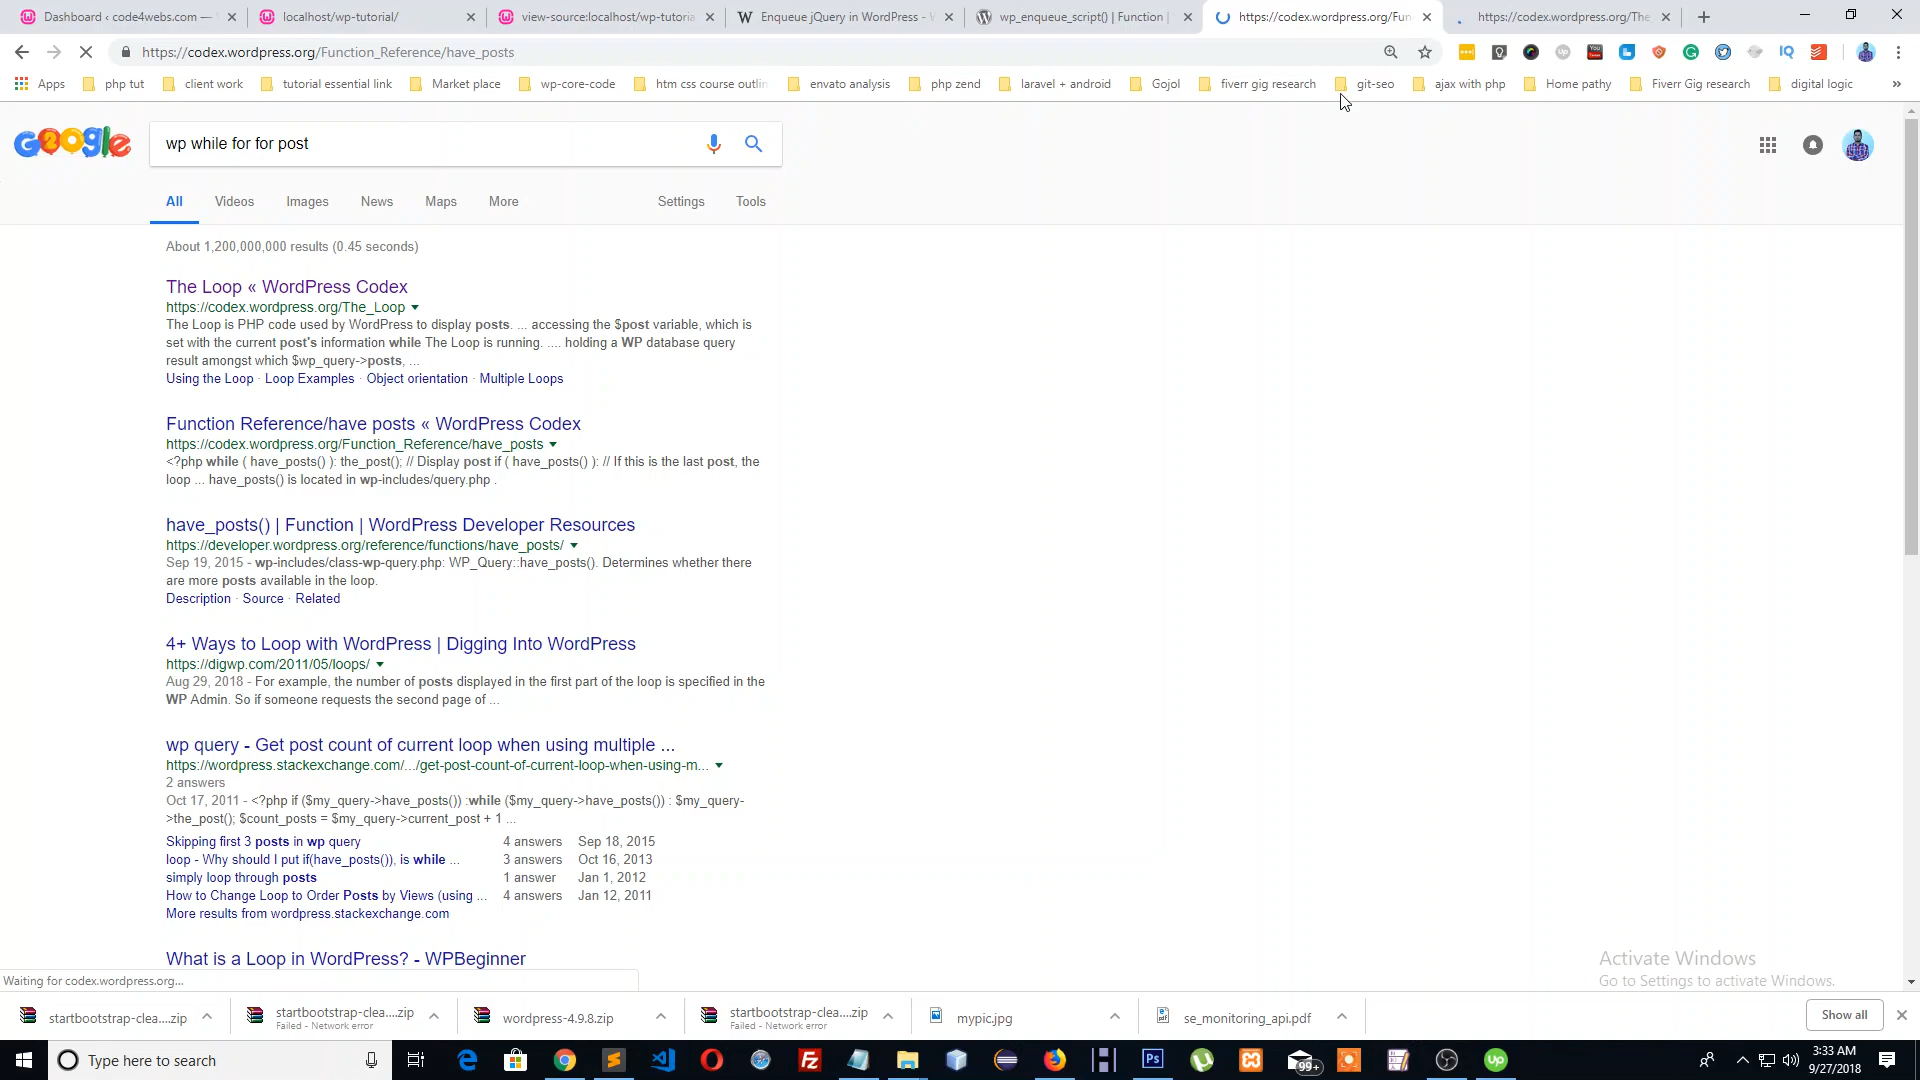 Dashboard ‹ code4webs.com —
localhost/wp-tutorial/
view-source:localhost/wp-tutoria
Enqueue jQuery in WordPress -
wp_enqueue_script() | Function |
https://codex.wordpress.org/Fun
https://codex.wordpress.org/The
https://codex.wordpress.org/Function_Reference/have_posts
Apps
php tut
client work
tutorial essential link
Market place
wp-core-code
htm css course outlin
envato analysis
php zend
laravel + android
Gojol
fiverr gig research
git-seo
ajax with php
Home pathy
Fiverr Gig research
digital logic
»
Google
wp while for for post
All
Videos
Images
News
Maps
More
Settings
Tools
About 1,200,000,000 results (0.45 seconds)
The Loop « WordPress Codex
https://codex.wordpress.org/The_Loop
The Loop is PHP code used by WordPress to display posts. ... accessing the $post variable, which is
set with the current post's information while The Loop is running. .... holding a WP database query
result amongst which $wp_query->posts, ...
Using the Loop · Loop Examples · Object orientation · Multiple Loops
Function Reference/have posts « WordPress Codex
https://codex.wordpress.org/Function_Reference/have_posts
<?php while ( have_posts() ): the_post(); // Display post if ( have_posts() ): // If this is the last post, the
loop ... have_posts() is located in wp-includes/query.php .
have_posts() | Function | WordPress Developer Resources
https://developer.wordpress.org/reference/functions/have_posts/
Sep 19, 2015 - wp-includes/class-wp-query.php: WP_Query::have_posts(). Determines whether there
are more posts available in the loop.
Description · Source · Related
4+ Ways to Loop with WordPress | Digging Into WordPress
https://digwp.com/2011/05/loops/
Aug 29, 2018 - For example, the number of posts displayed in the first part of the loop is specified in the
WP Admin. So if someone requests the second page of ...
wp query - Get post count of current loop when using multiple ...
https://wordpress.stackexchange.com/.../get-post-count-of-current-loop-when-using-m...
2 answers
Oct 17, 2011 - <?php if ($my_query->have_posts()) :while ($my_query->have_posts()) : $my_query-
>the_post(); $count_posts = $my_query->current_post + 1 ...
Skipping first 3 posts in wp query 4 answers Sep 18, 2015
loop - Why should I put if(have_posts()), is while ... 3 answers Oct 16, 2013
simply loop through posts 1 answer Jan 1, 2012
How to Change Loop to Order Posts by Views (using ... 4 answers Jan 12, 2011
More results from wordpress.stackexchange.com
What is a Loop in WordPress? - WPBeginner
Activate Windows
Go to Settings to activate Windows.
Waiting for codex.wordpress.org...
startbootstrap-clea....zip
startbootstrap-clea....zip
Failed - Network error
wordpress-4.9.8.zip
startbootstrap-clea....zip
Failed - Network error
mypic.jpg
se_monitoring_api.pdf
Show all
Type here to search
Ps
99+
3:33 AM
9/27/2018